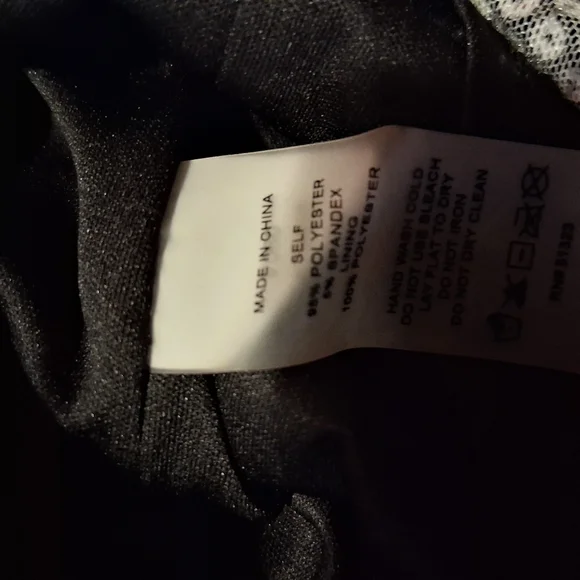 MADE IN CHINA
SELF
95% POLYESTER
5% SPANDEX
LINING
100% POLYESTER
HAND WASH COLD
DO NOT USE BLEACH
LAY FLAT TO DRY
DO NOT IRON
DO NOT DRY CLEAN